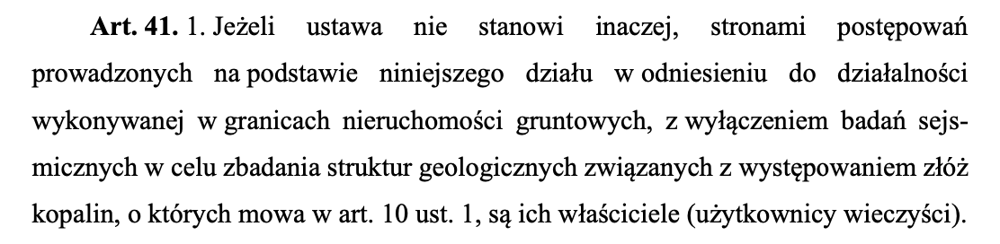 Art. 41. 1. Jeżeli ustawa nie stanowi inaczej, stronami postępowań
prowadzonych na podstawie niniejszego działu w odniesieniu do działalności
wykonywanej w granicach nieruchomości gruntowych, z wyłączeniem badań sejs-
micznych w celu zbadania struktur geologicznych związanych z występowaniem złóż
kopalin, o których mowa w art. 10 ust. 1, są ich właściciele (użytkownicy wieczyści).